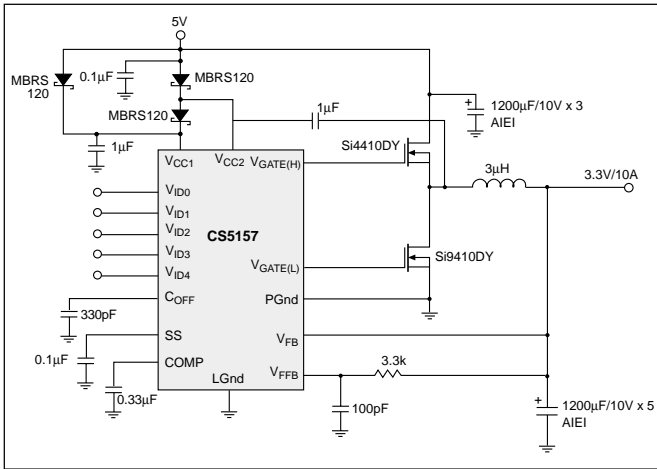 5V
MBRS
120
0.1µF
MBRS120
MBRS120
1µF
1µF
1200µF/10V x 3
AIEI
Si4410DY
3µH
3.3V/10A
VCC1
VCC2
VGATE(H)
VID0
VID1
VID2
VID3
VID4
CS5157
VGATE(L)
Si9410DY
COFF
PGnd
330pF
SS
VFB
0.1µF
COMP
VFFB
3.3k
0.33µF
LGnd
100pF
1200µF/10V x 5
AIEI
+
+